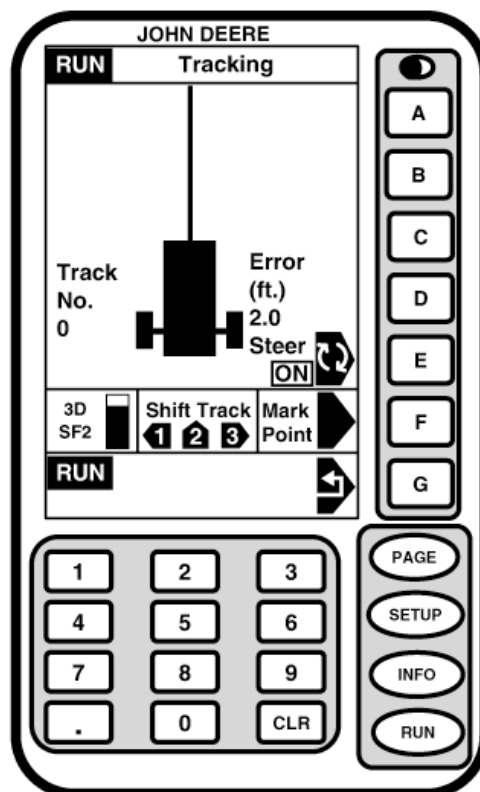 JOHN DEERE
RUN Tracking
Track
No.
0
Error
(ft.)
2.0
Steer
ON
3D
SF2
Shift Track
1 2 3
Mark
Point
RUN
A
B
C
D
E
F
G
PAGE
SETUP
INFO
RUN
1 2 3
4 5 6
7 8 9
. 0 CLR